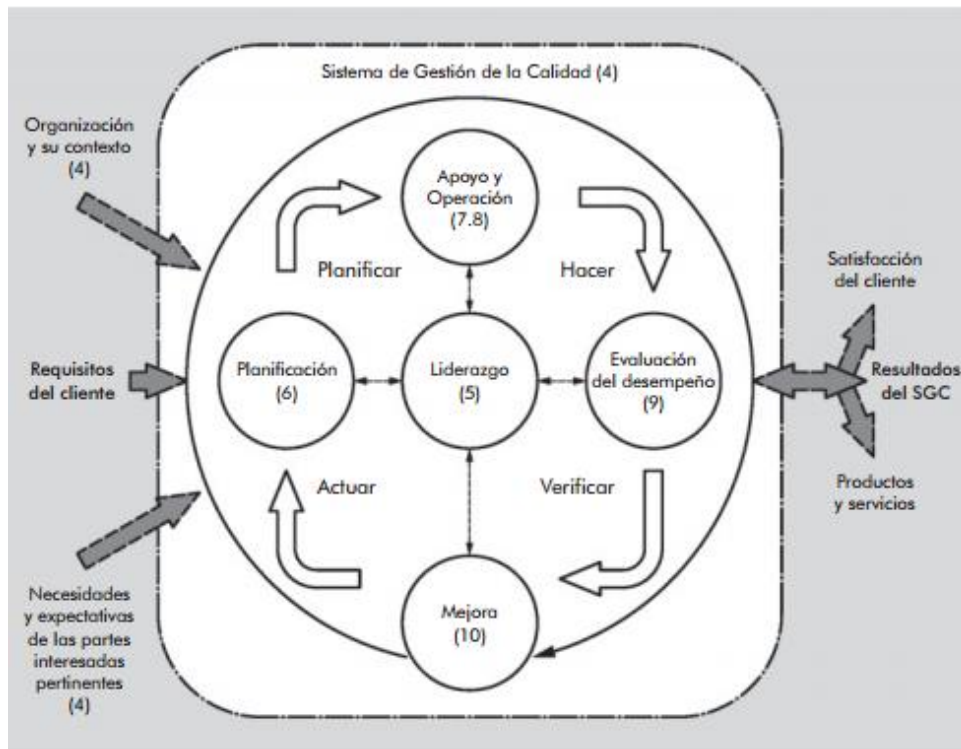 Sistema de Gestión de la Calidad (4)
Organización
y su contexto
(4)
Apoyo y
Operación
(7.8)
Planificar
Hacer
Satisfacción
del cliente
Requisitos
del cliente
Planificación
(6)
Liderazgo
(5)
Evaluación
del desempeño
(9)
Resultados
del SGC
Actuar
Verificar
Productos
y servicios
Necesidades
y expectativas
de las partes
interesadas
pertinentes
(4)
Mejora
(10)